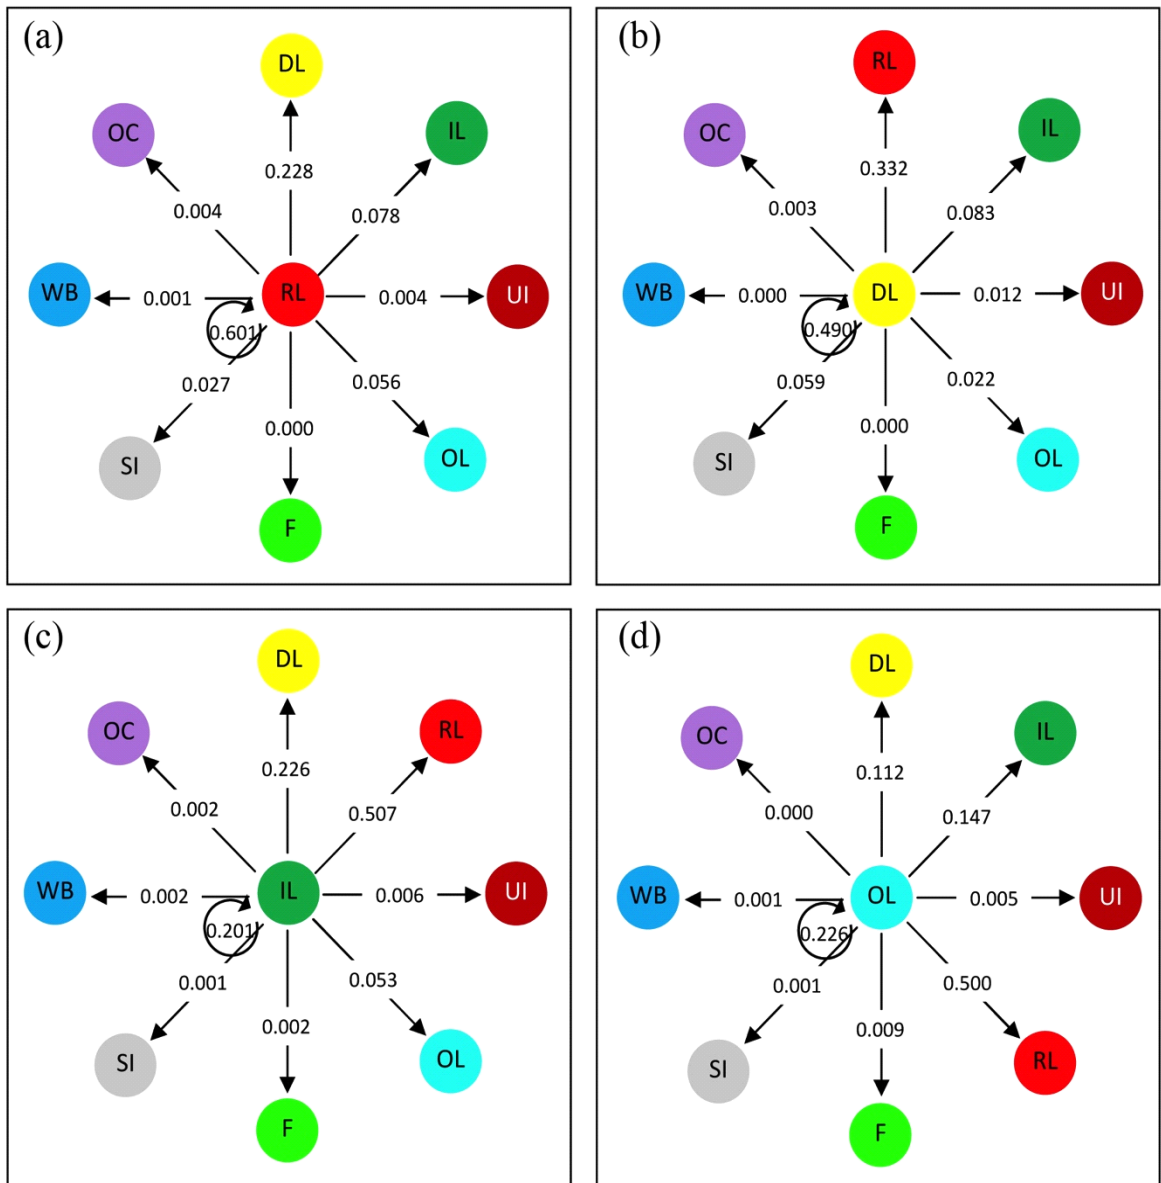 (a)
DL
OC
IL
0.228
0.004
0.078
WB
0.001
RL
0.004
UI
0.601
0.027
0.056
0.000
SI
OL
F
(b)
RL
OC
IL
0.332
0.003
0.083
WB
0.000
DL
0.012
UI
0.490
0.059
0.022
0.000
SI
OL
F
(c)
DL
OC
RL
0.226
0.002
0.507
WB
0.002
IL
0.006
UI
0.201
0.001
0.053
0.002
SI
OL
F
(d)
DL
OC
IL
0.112
0.000
0.147
WB
0.001
OL
0.005
UI
0.226
0.001
0.500
0.009
SI
RL
F